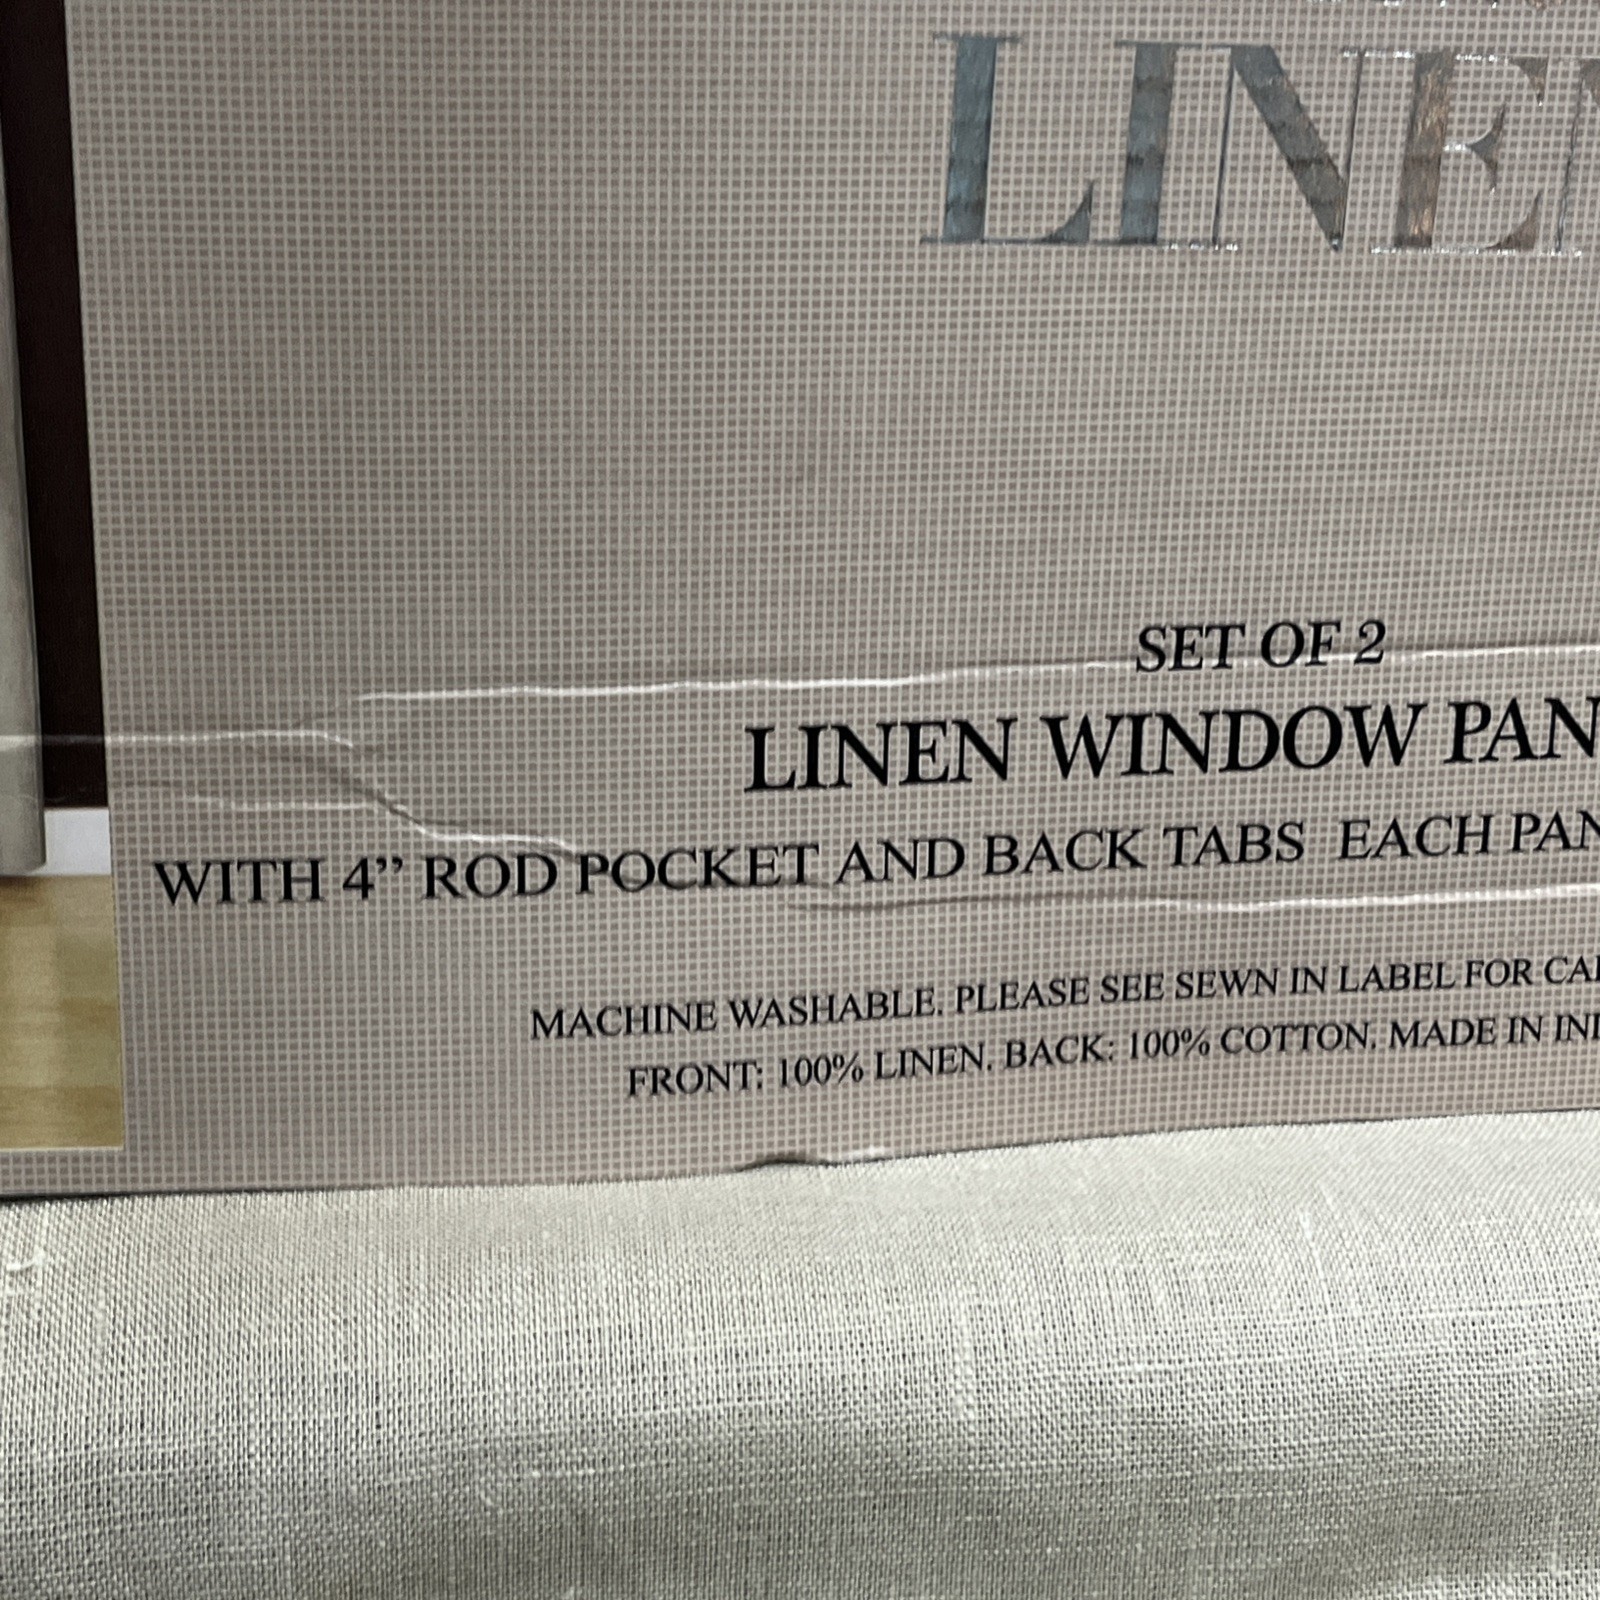 LINEN
SET OF 2
LINEN WINDOW PAN
WITH 4” ROD POCKET AND BACK TABS EACH PAN
MACHINE WASHABLE. PLEASE SEE SEWN IN LABEL FOR CA
FRONT: 100% LINEN. BACK: 100% COTTON. MADE IN IN